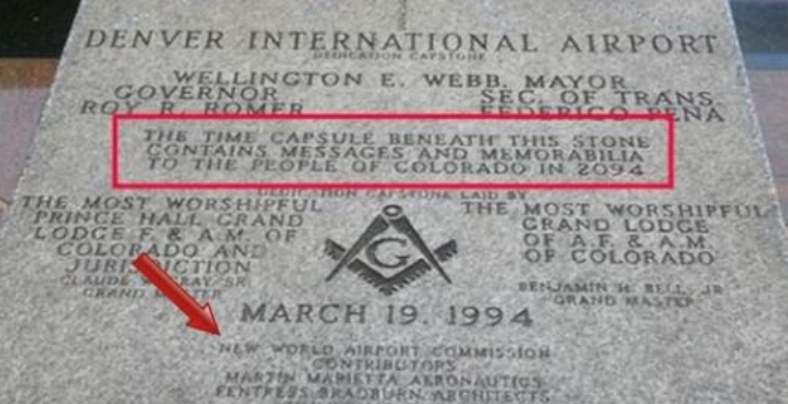 DENVER INTERNATIONAL AIRPORT
DEDICATION CAPSTONE
WELLINGTON E. WEBB, MAYOR
GOVERNOR
ROY R. ROMER
SEC. OF TRANS.
FEDERICO PENA
THE TIME CAPSULE BENEATH THIS STONE
CONTAINS MESSAGES AND MEMORABILIA
TO THE PEOPLE OF COLORADO IN 2094
DEDICATION CAPSTONE LAID BY
THE MOST WORSHIPFUL
PRINCE HALL GRAND
LODGE F. & A.M. OF
COLORADO AND
JURISDICTION
CLAUDE W. GRAY, SR.
GRAND MASTER
G
THE MOST WORSHIPFUL
GRAND LODGE
OF A.F. & A.M.
OF COLORADO
BENJAMIN H. BELL, JR
GRAND MASTER
MARCH 19, 1994
NEW WORLD AIRPORT COMMISSION
CONTRIBUTORS
MARTIN MARIETTA AERONAUTICS
FENTRESS BRADBURN ARCHITECTS